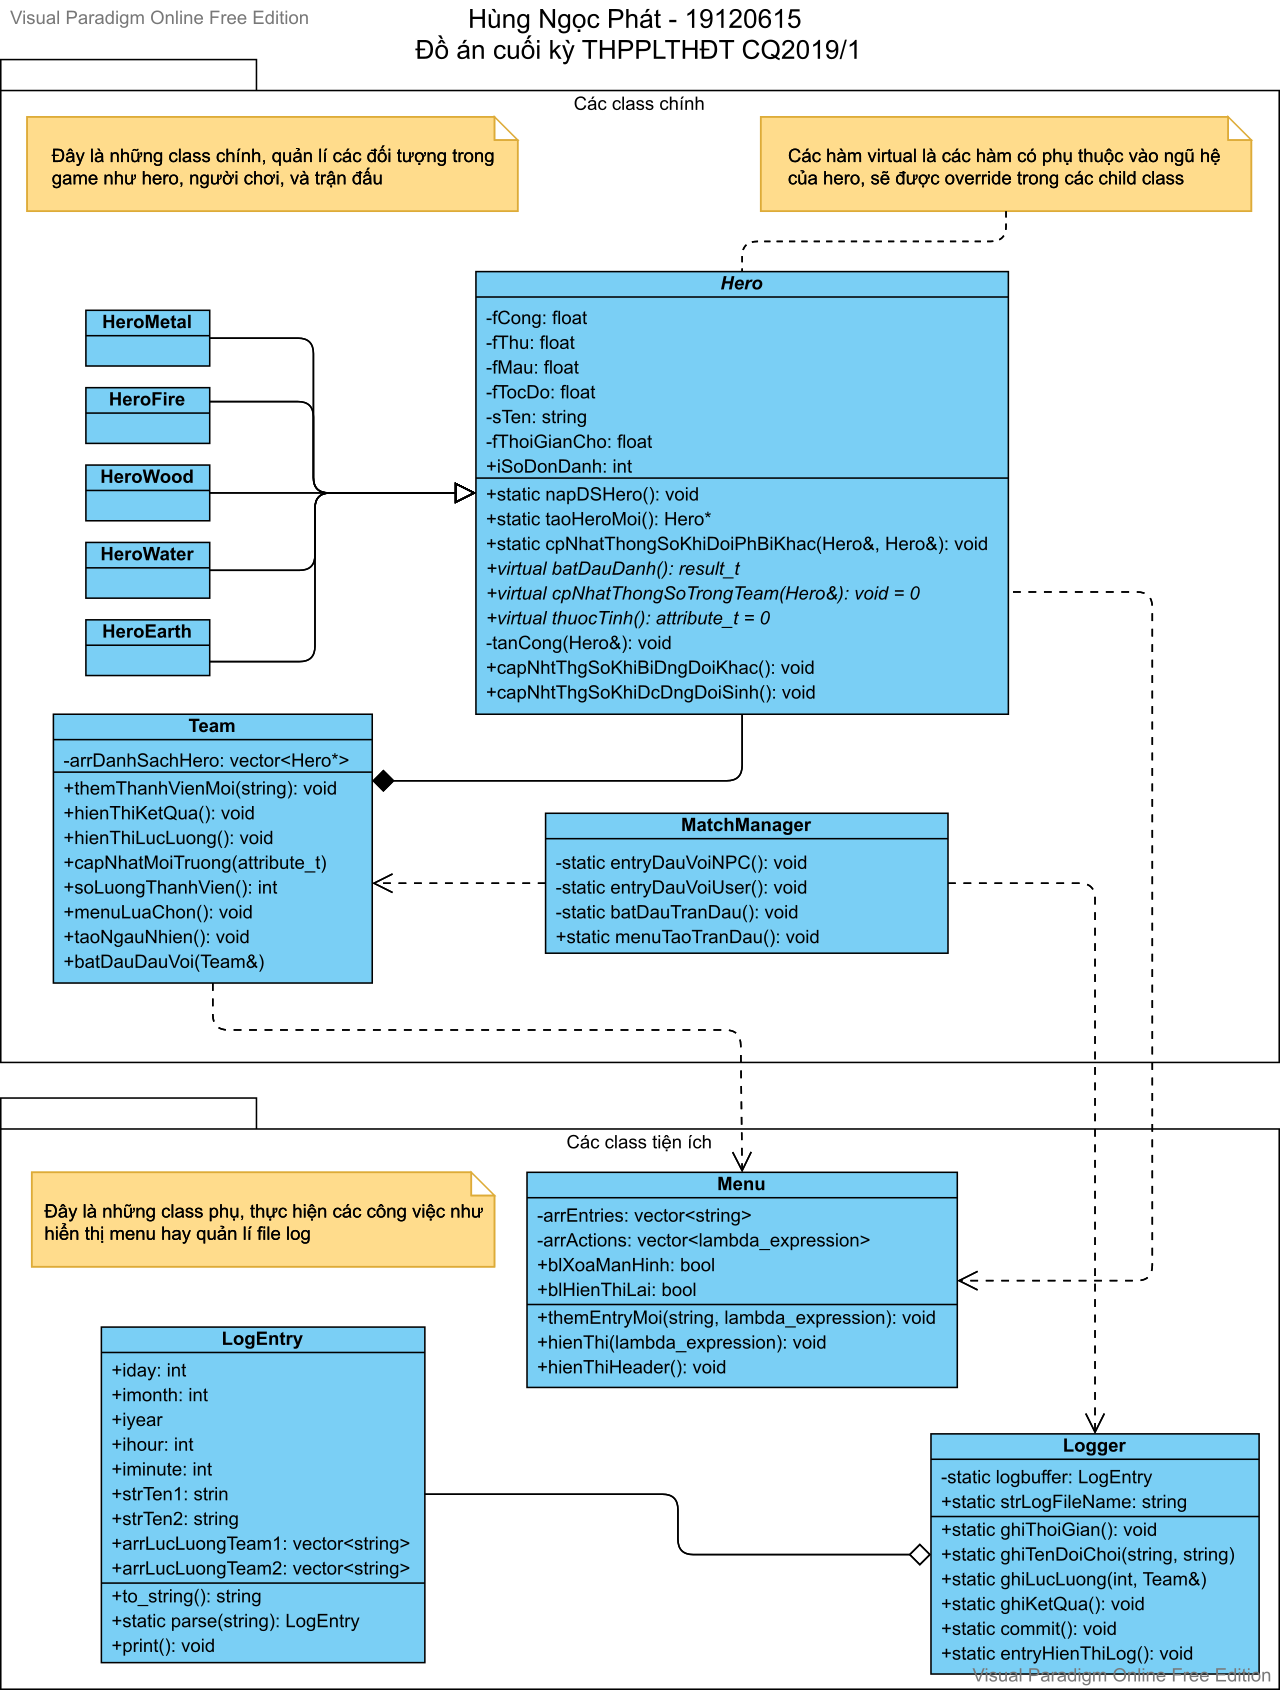 Visual Paradigm Online Free Edition
Hùng Ngọc Phát - 19120615
Đồ án cuối kỳ THPPLTHĐT CQ2019/1
Các class chính
Đây là những class chính, quản lí các đối tượng trong
game như hero, người chơi, và trận đấu
Các hàm virtual là các hàm có phụ thuộc vào ngũ hệ
của hero, sẽ được override trong các child class
HeroMetal
HeroFire
HeroWood
HeroWater
HeroEarth
Hero
-fCong: float
-fThu: float
-fMau: float
-fTocDo: float
-sTen: string
-fThoiGianCho: float
+iSoDonDanh: int
+static napDSHero(): void
+static taoHeroMoi(): Hero*
+static cpNhatThongSoKhiDoiPhBiKhac(Hero&, Hero&): void
+virtual batDauDanh(): result_t
+virtual cpNhatThongSoTrongTeam(Hero&): void = 0
+virtual thuocTinh(): attribute_t = 0
-tanCong(Hero&): void
+capNhtThgSoKhiBiDngDoiKhac(): void
+capNhtThgSoKhiDcDngDoiSinh(): void
Team
-arrDanhSachHero: vector<Hero*>
+themThanhVienMoi(string): void
+hienThiKetQua(): void
+hienThiLucLuong(): void
+capNhatMoiTruong(attribute_t)
+soLuongThanhVien(): int
+menuLuaChon(): void
+taoNgauNhien(): void
+batDauDauVoi(Team&)
MatchManager
-static entryDauVoiNPC(): void
-static entryDauVoiUser(): void
-static batDauTranDau(): void
+static menuTaoTranDau(): void
Các class tiện ích
Đây là những class phụ, thực hiện các công việc như
hiển thị menu hay quản lí file log
Menu
-arrEntries: vector<string>
-arrActions: vector<lambda_expression>
+blXoaManHinh: bool
+blHienThiLai: bool
+themEntryMoi(string, lambda_expression): void
+hienThi(lambda_expression): void
+hienThiHeader(): void
LogEntry
+iday: int
+imonth: int
+iyear
+ihour: int
+iminute: int
+strTen1: strin
+strTen2: string
+arrLucLuongTeam1: vector<string>
+arrLucLuongTeam2: vector<string>
+to_string(): string
+static parse(string): LogEntry
+print(): void
Logger
-static logbuffer: LogEntry
+static strLogFileName: string
+static ghiThoiGian(): void
+static ghiTenDoiChoi(string, string)
+static ghiLucLuong(int, Team&)
+static ghiKetQua(): void
+static commit(): void
+static entryHienThiLog(): void
Visual Paradigm Online Free Edition